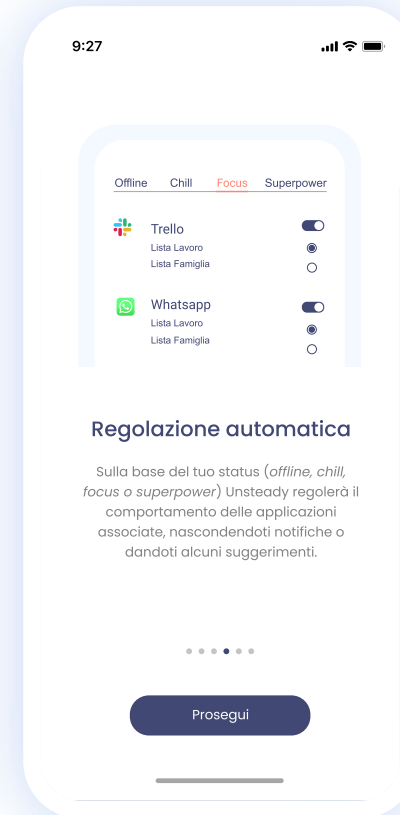 9:27
Offline Chill Focus Superpower
Trello
Lista Lavoro
Lista Famiglia
Whatsapp
Lista Lavoro
Lista Famiglia
Regolazione automatica
Sulla base del tuo status (offline, chill,
focus o superpower) Unsteady regolerà il
comportamento delle applicazioni
associate, nascondendoti notifiche o
dandoti alcuni suggerimenti.
Prosegui